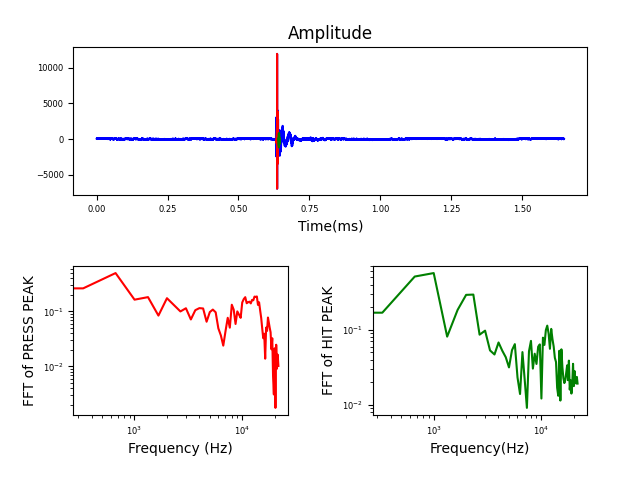 Amplitude
10000
5000
0
−5000
0.00 0.25 0.50 0.75 1.00 1.25 1.50
Time(ms)
FFT of PRESS PEAK
10⁻¹
10⁻²
10³ 10⁴
Frequency (Hz)
FFT of HIT PEAK
10⁻¹
10⁻²
10³ 10⁴
Frequency(Hz)